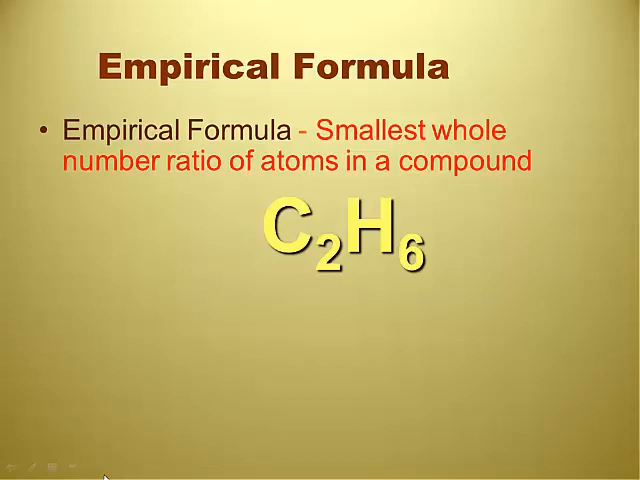 Empirical Formula
• Empirical Formula - Smallest whole
number ratio of atoms in a compound
C₂H₆